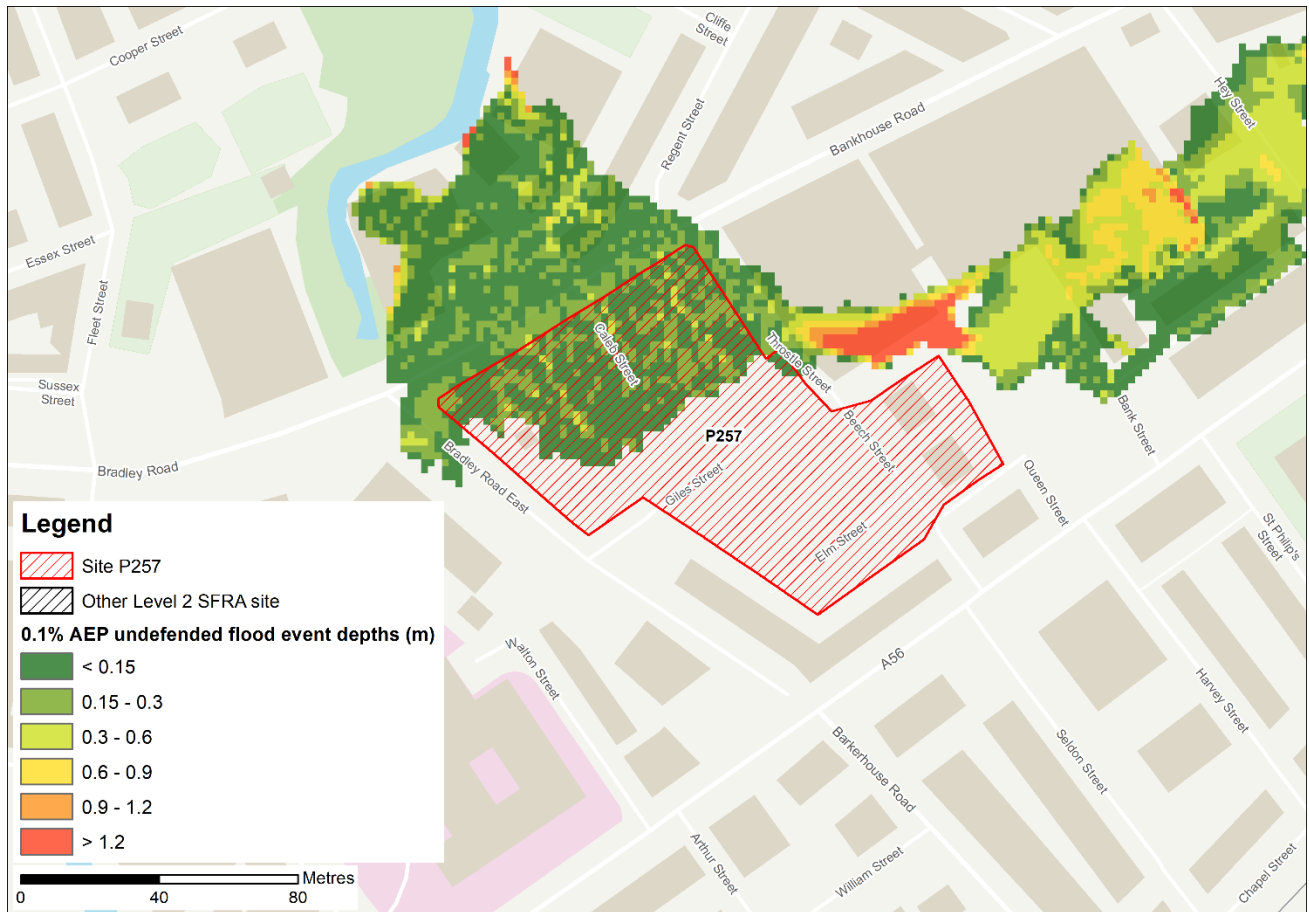 Cooper Street
Cliffe
Street
Regent Street
Bankhouse Road
Hey Street
Essex Street
Fleet Street
Caleb Street
Throstle Street
Sussex
Street
Bank Street
P257
Beech Street
Bradley Road
Bradley Road East
Giles Street
Queen Street
Elm Street
St Philip's
Street
Legend
Site P257
Other Level 2 SFRA site
0.1% AEP undefended flood event depths (m)
< 0.15
0.15 - 0.3
0.3 - 0.6
0.6 - 0.9
0.9 - 1.2
> 1.2
Metres
0 40 80
Walton Street
A56
Harvey Street
Seldon Street
Barkerhouse Road
Arthur Street
William Street
Chapel Street